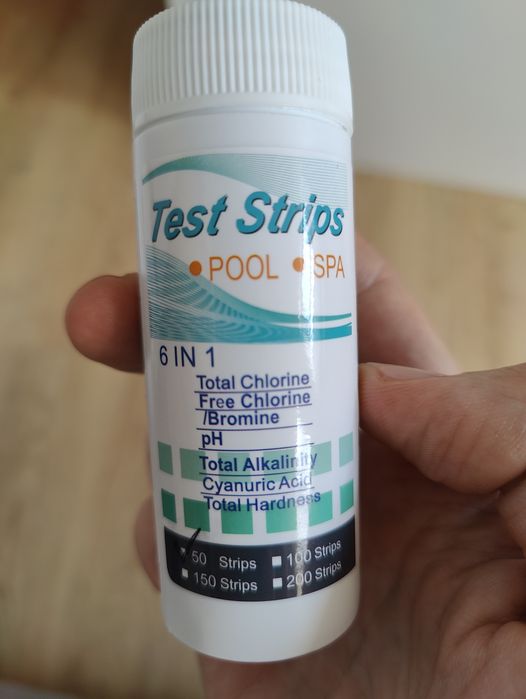 Test Strips
• POOL • SPA
6 IN 1
Total Chlorine
Free Chlorine
/Bromine
pH
Total Alkalinity
Cyanuric Acid
Total Hardness
50 Strips 100 Strips
150 Strips 200 Strips